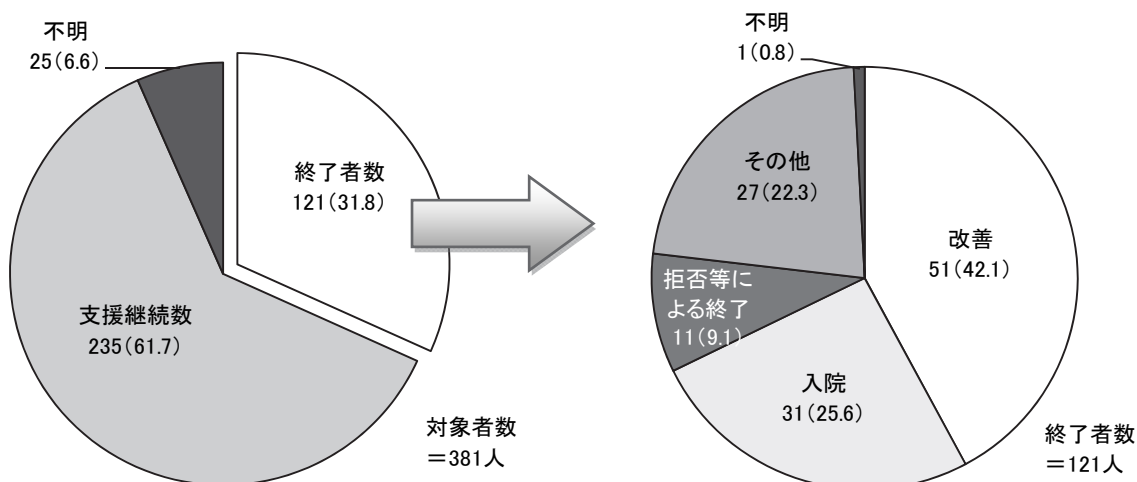 不明
25(6.6)
終了者数
121(31.8)
支援継続数
235(61.7)
対象者数
＝381人
不明
1(0.8)
その他
27(22.3)
改善
51(42.1)
拒否等に
よる終了
11(9.1)
入院
31(25.6)
終了者数
＝121人